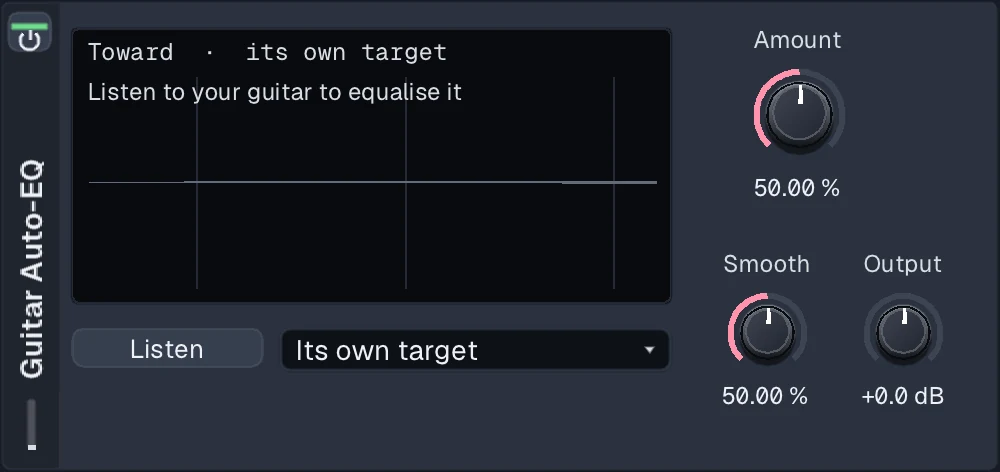 Guitar Auto-EQ
Toward · its own target
Listen to your guitar to equalise it
Listen
Its own target
Amount
50.00 %
Smooth
50.00 %
Output
+0.0 dB